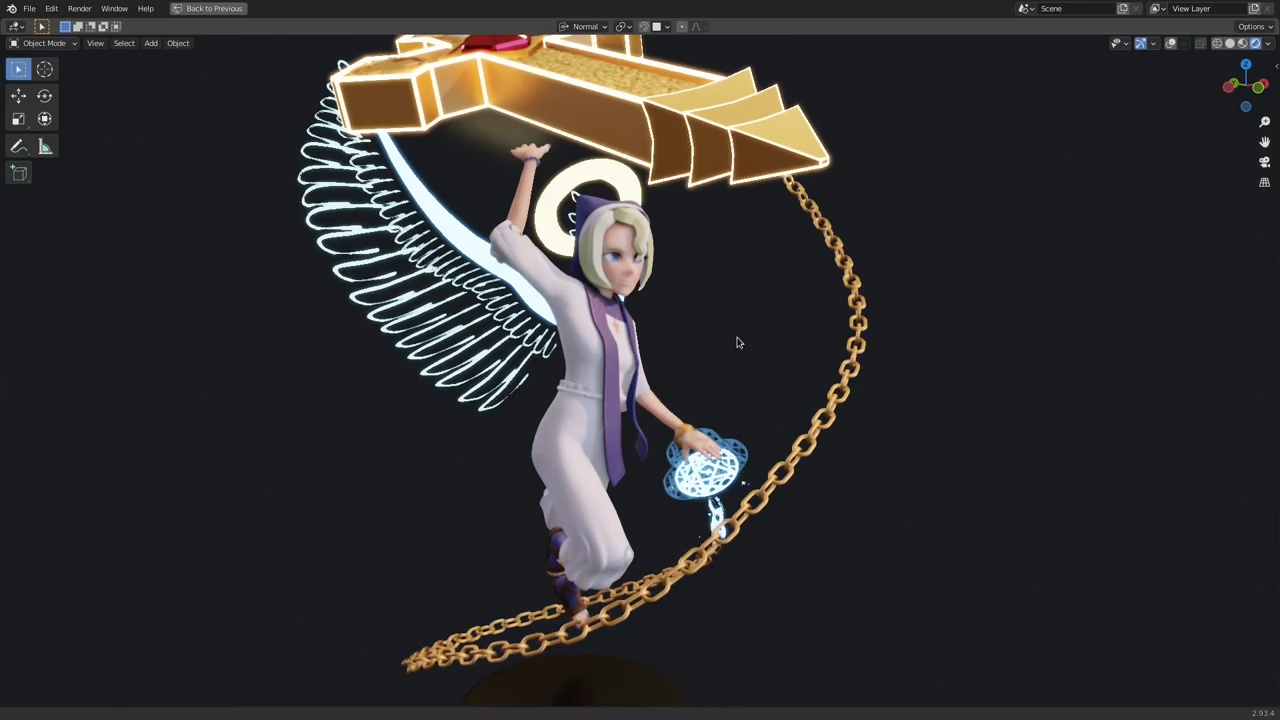 File Edit Render Window Help Back to Previous Scene View Layer
Normal Options
Object Mode View Select Add Object
Z
2.93.4